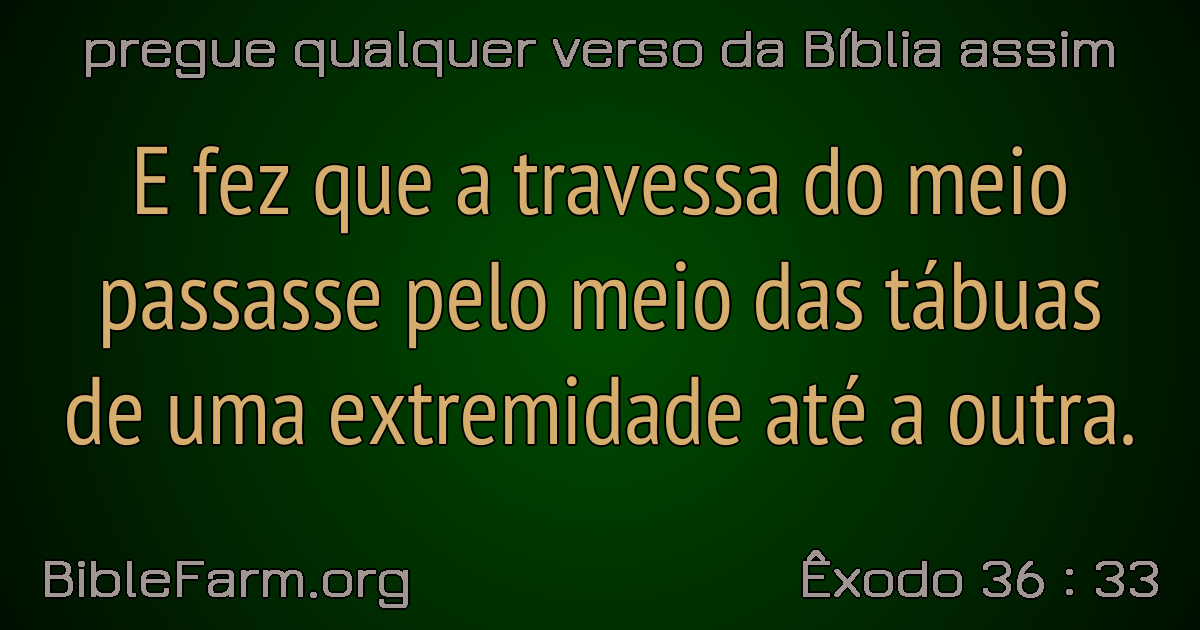 pregue qualquer verso da Bíblia assim
E fez que a travessa do meio
passasse pelo meio das tábuas
de uma extremidade até a outra.
BibleFarm.org
Êxodo 36 : 33